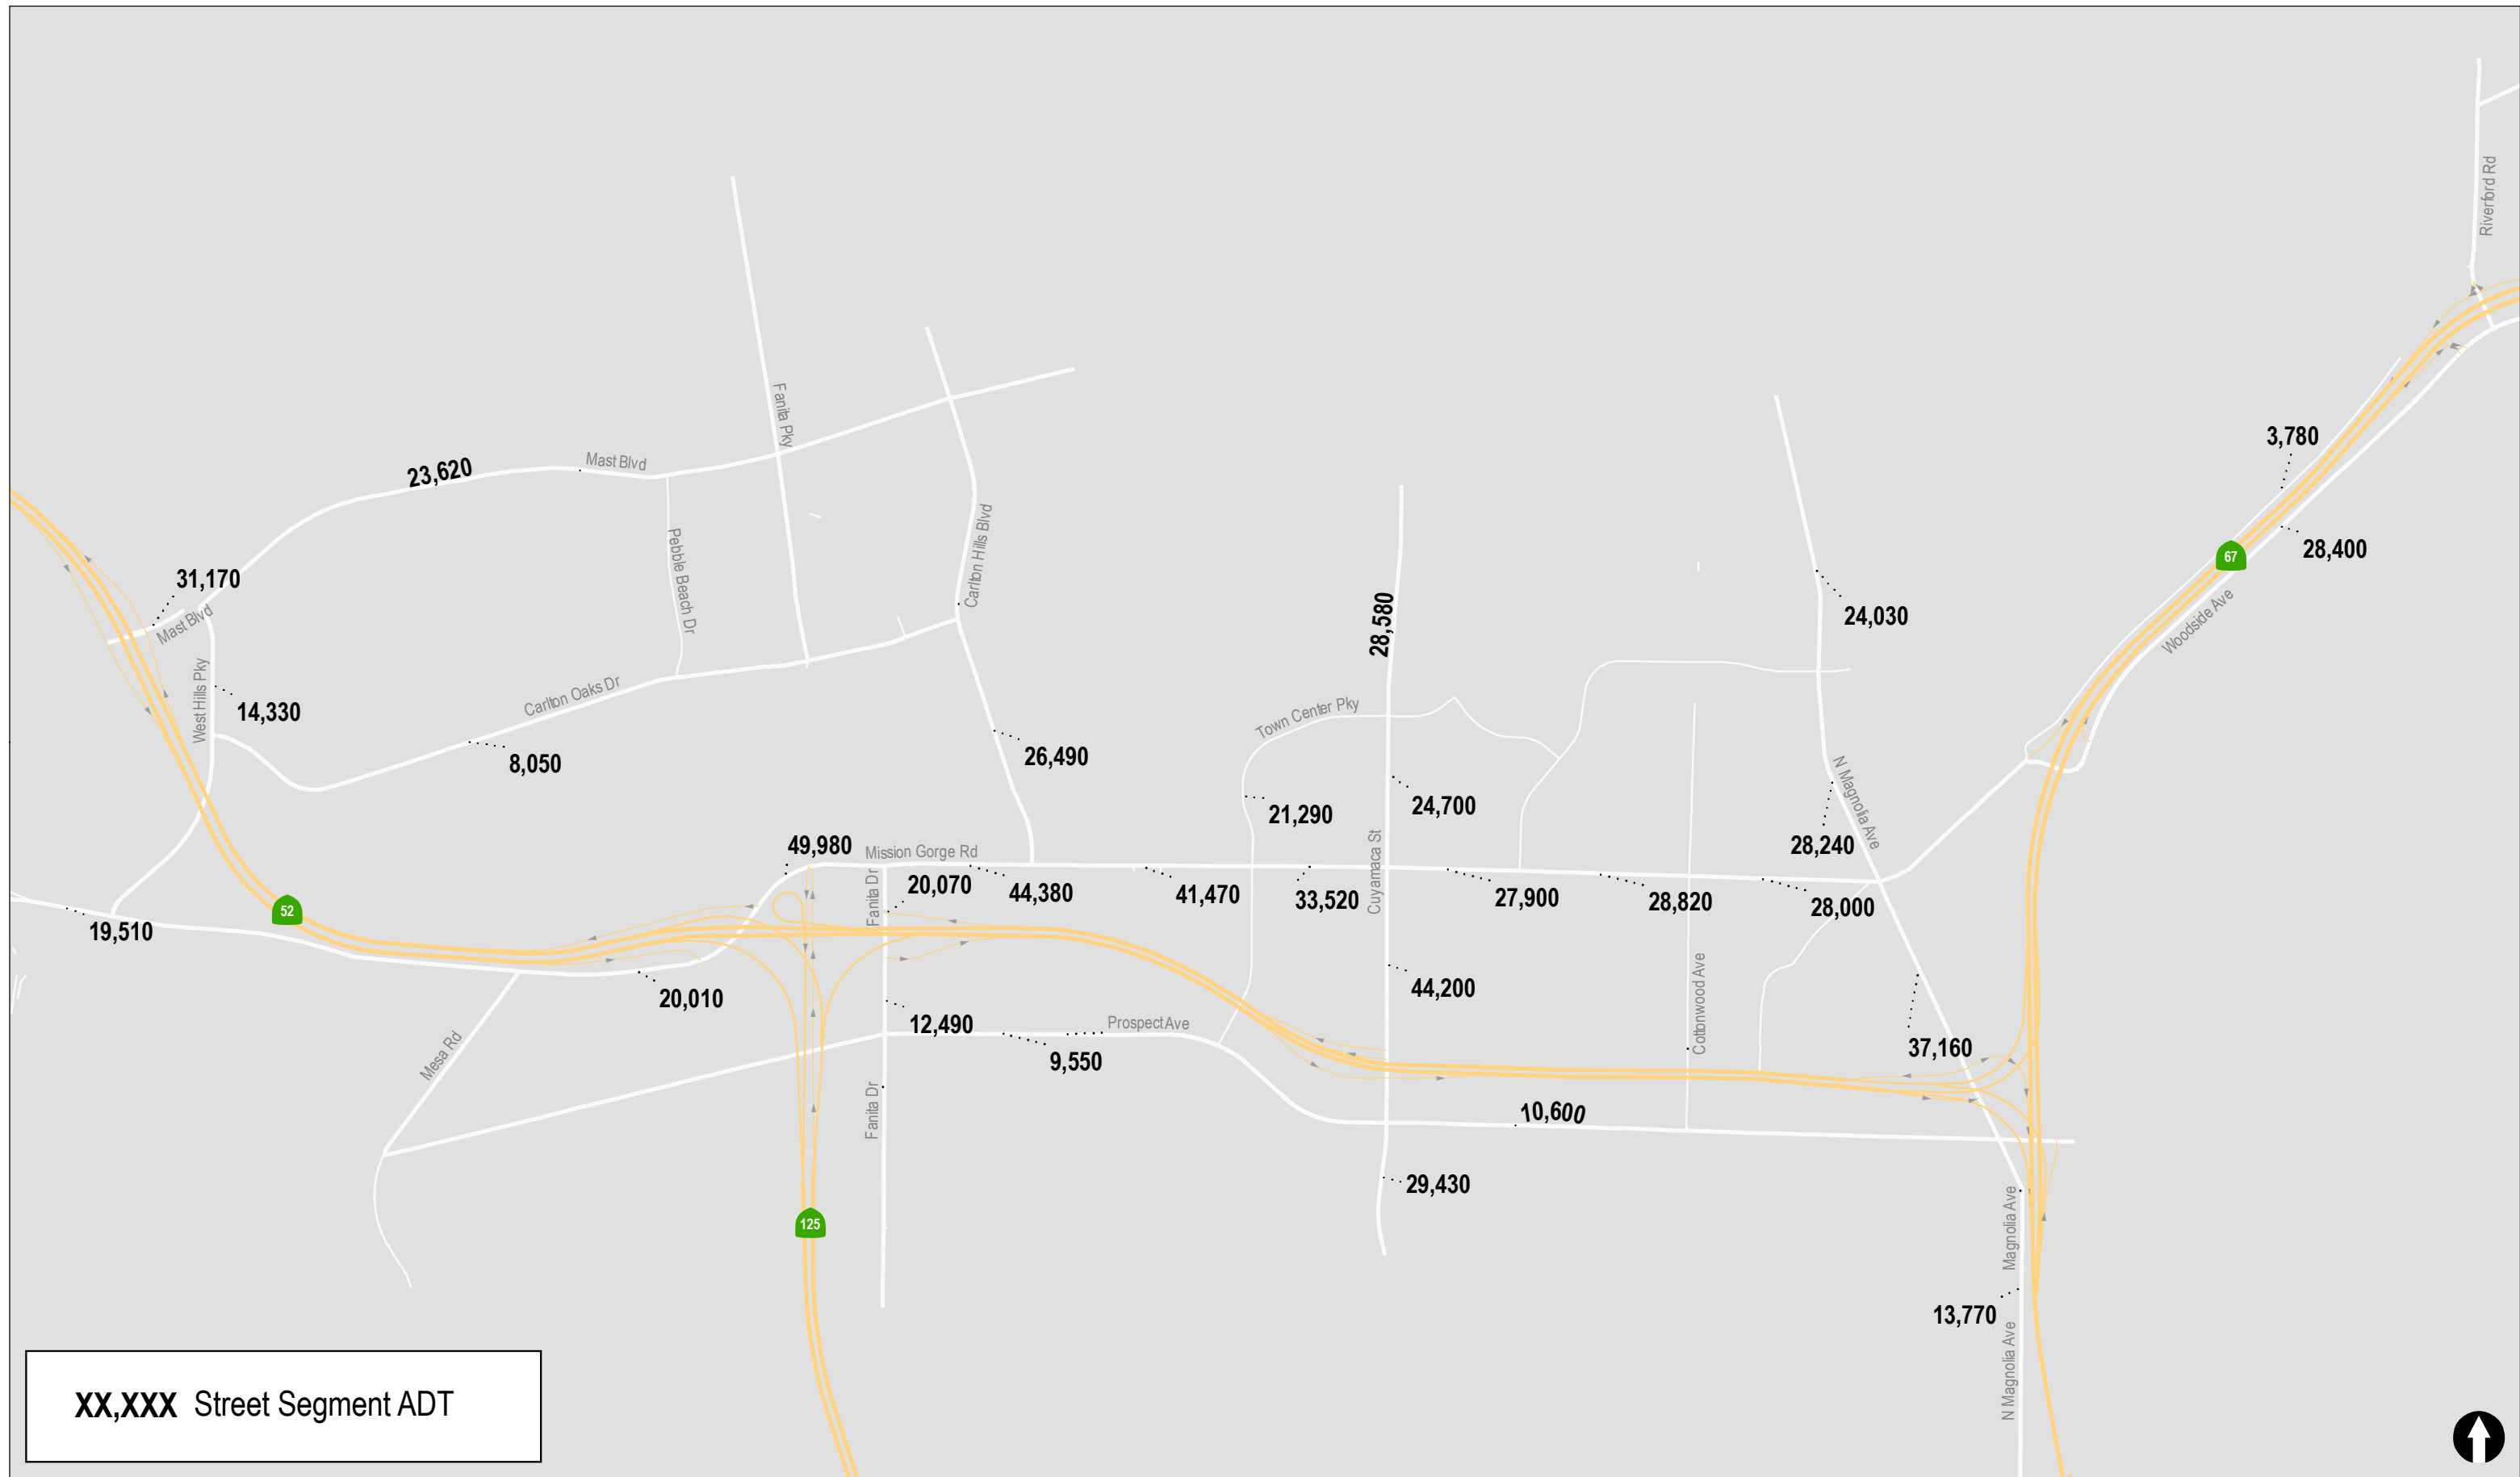 Riverford Rd
Fanita Pky
3,780
Mast Blvd
23,620
28,400
67
Pebble Beach Dr
Carlton Hills Blvd
31,170
Mast Blvd
28,580
24,030
Woodside Ave
West Hills Pky
14,330
Carlton Oaks Dr
8,050
26,490
Town Center Pky
21,290
24,700
N Magnolia Ave
28,240
49,980
Mission Gorge Rd
Fanita Dr
20,070
44,380
41,470
33,520
Cuyamaca St
27,900
28,820
28,000
52
19,510
20,010
12,490
Prospect Ave
9,550
44,200
Cottonwood Ave
37,160
Mesa Rd
Fanita Dr
10,600
29,430
125
Magnolia Ave
13,770
N Magnolia Ave
XX,XXX Street Segment ADT